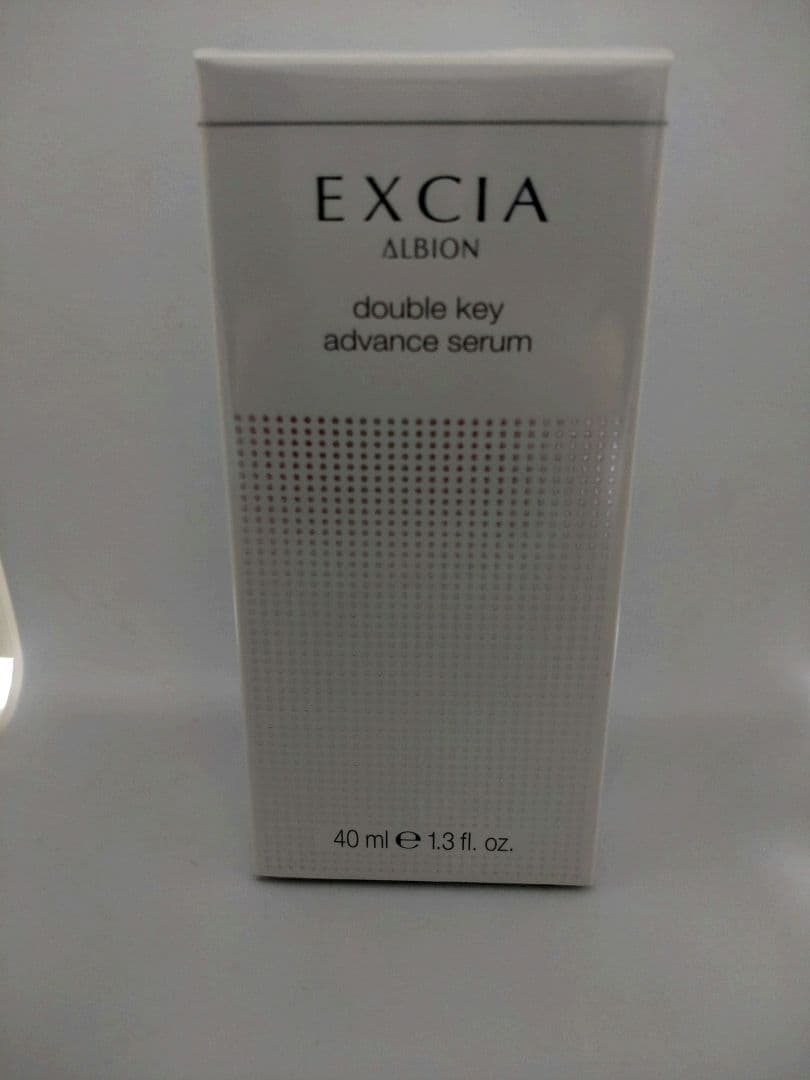 EXCIA
ALBION
double key
advance serum
40 ml ℮ 1.3 fl. oz.